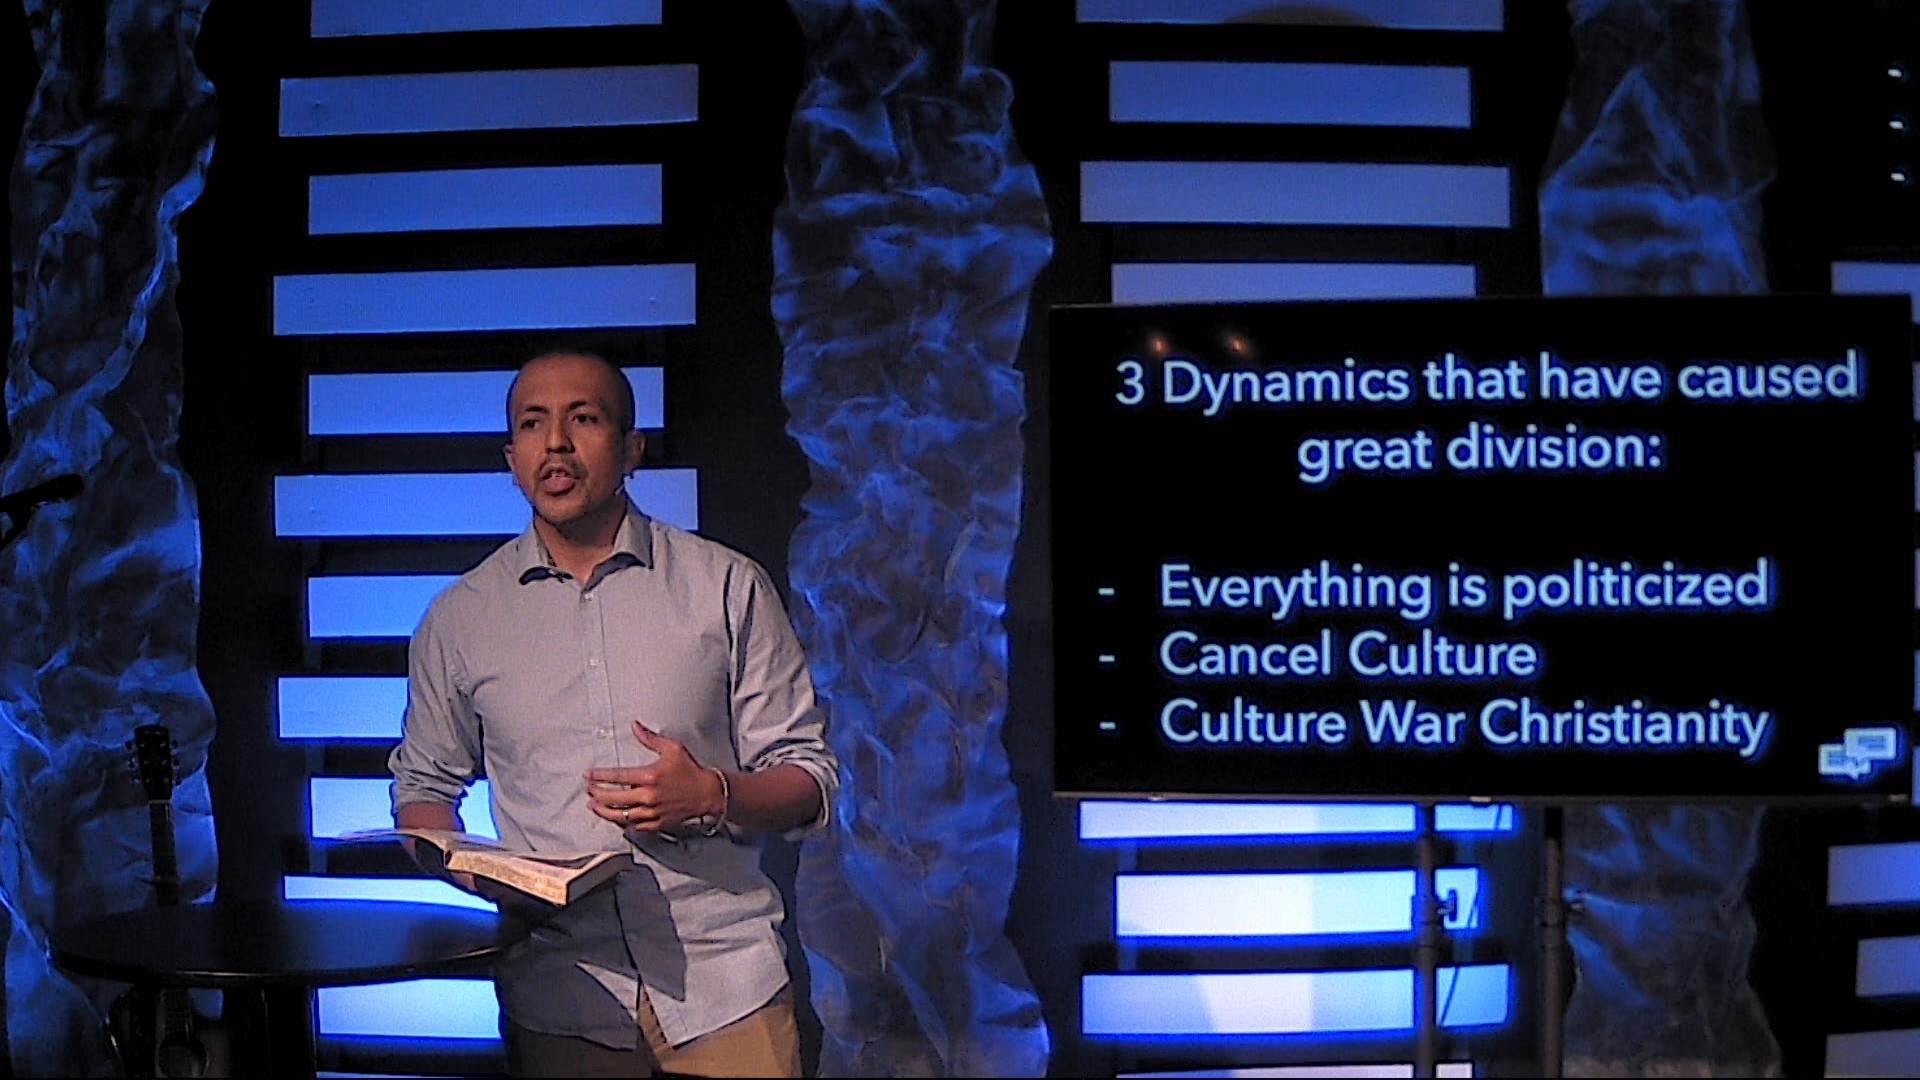 3 Dynamics that have caused
great division:
- Everything is politicized
- Cancel Culture
- Culture War Christianity